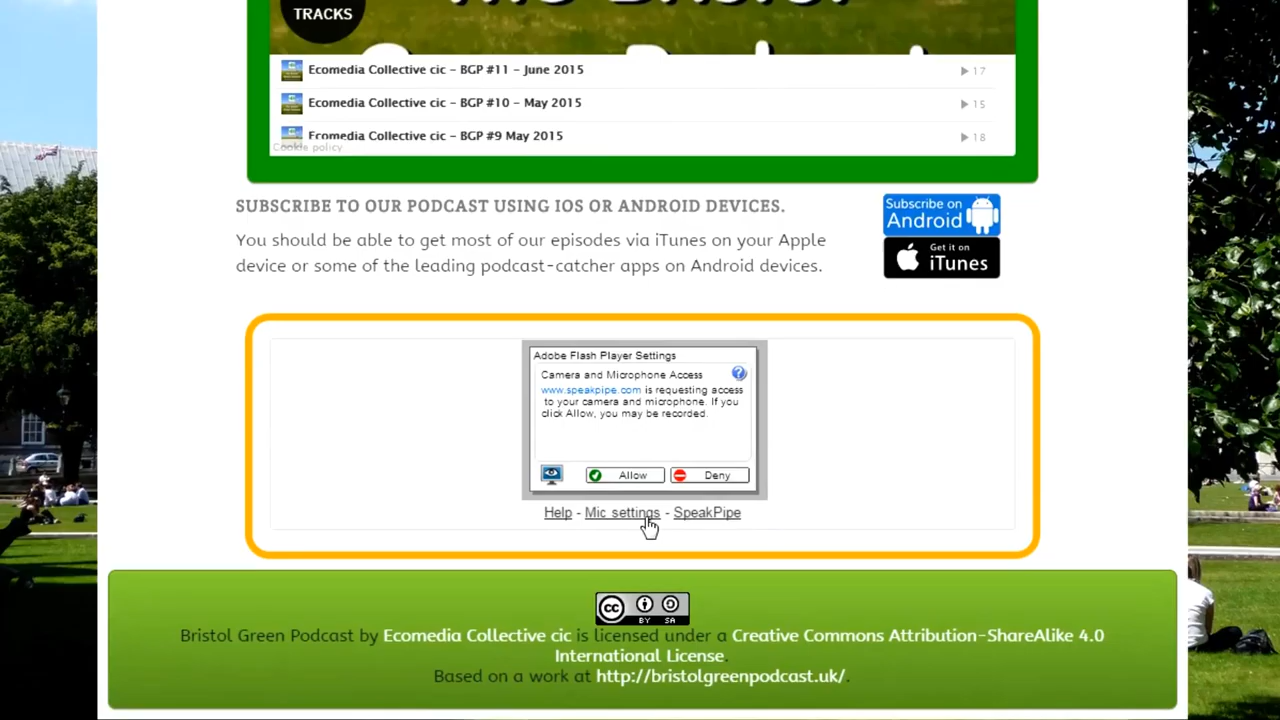 TRACKS
Ecomedia Collective cic - BGP #11 - June 2015
17
Ecomedia Collective cic - BGP #10 - May 2015
15
Ecomedia Collective cic - BGP #9 May 2015
18
Cookie policy
SUBSCRIBE TO OUR PODCAST USING IOS OR ANDROID DEVICES.
You should be able to get most of our episodes via iTunes on your Apple
device or some of the leading podcast-catcher apps on Android devices.
Subscribe on
Android
Get it on
iTunes
Adobe Flash Player Settings
Camera and Microphone Access
?
www.speakpipe.com is requesting access
to your camera and microphone. If you
click Allow, you may be recorded.
Allow
Deny
Help - Mic settings - SpeakPipe
cc
BY SA
Bristol Green Podcast by Ecomedia Collective cic is licensed under a Creative Commons Attribution-ShareAlike 4.0
International License.
Based on a work at http://bristolgreenpodcast.uk/.